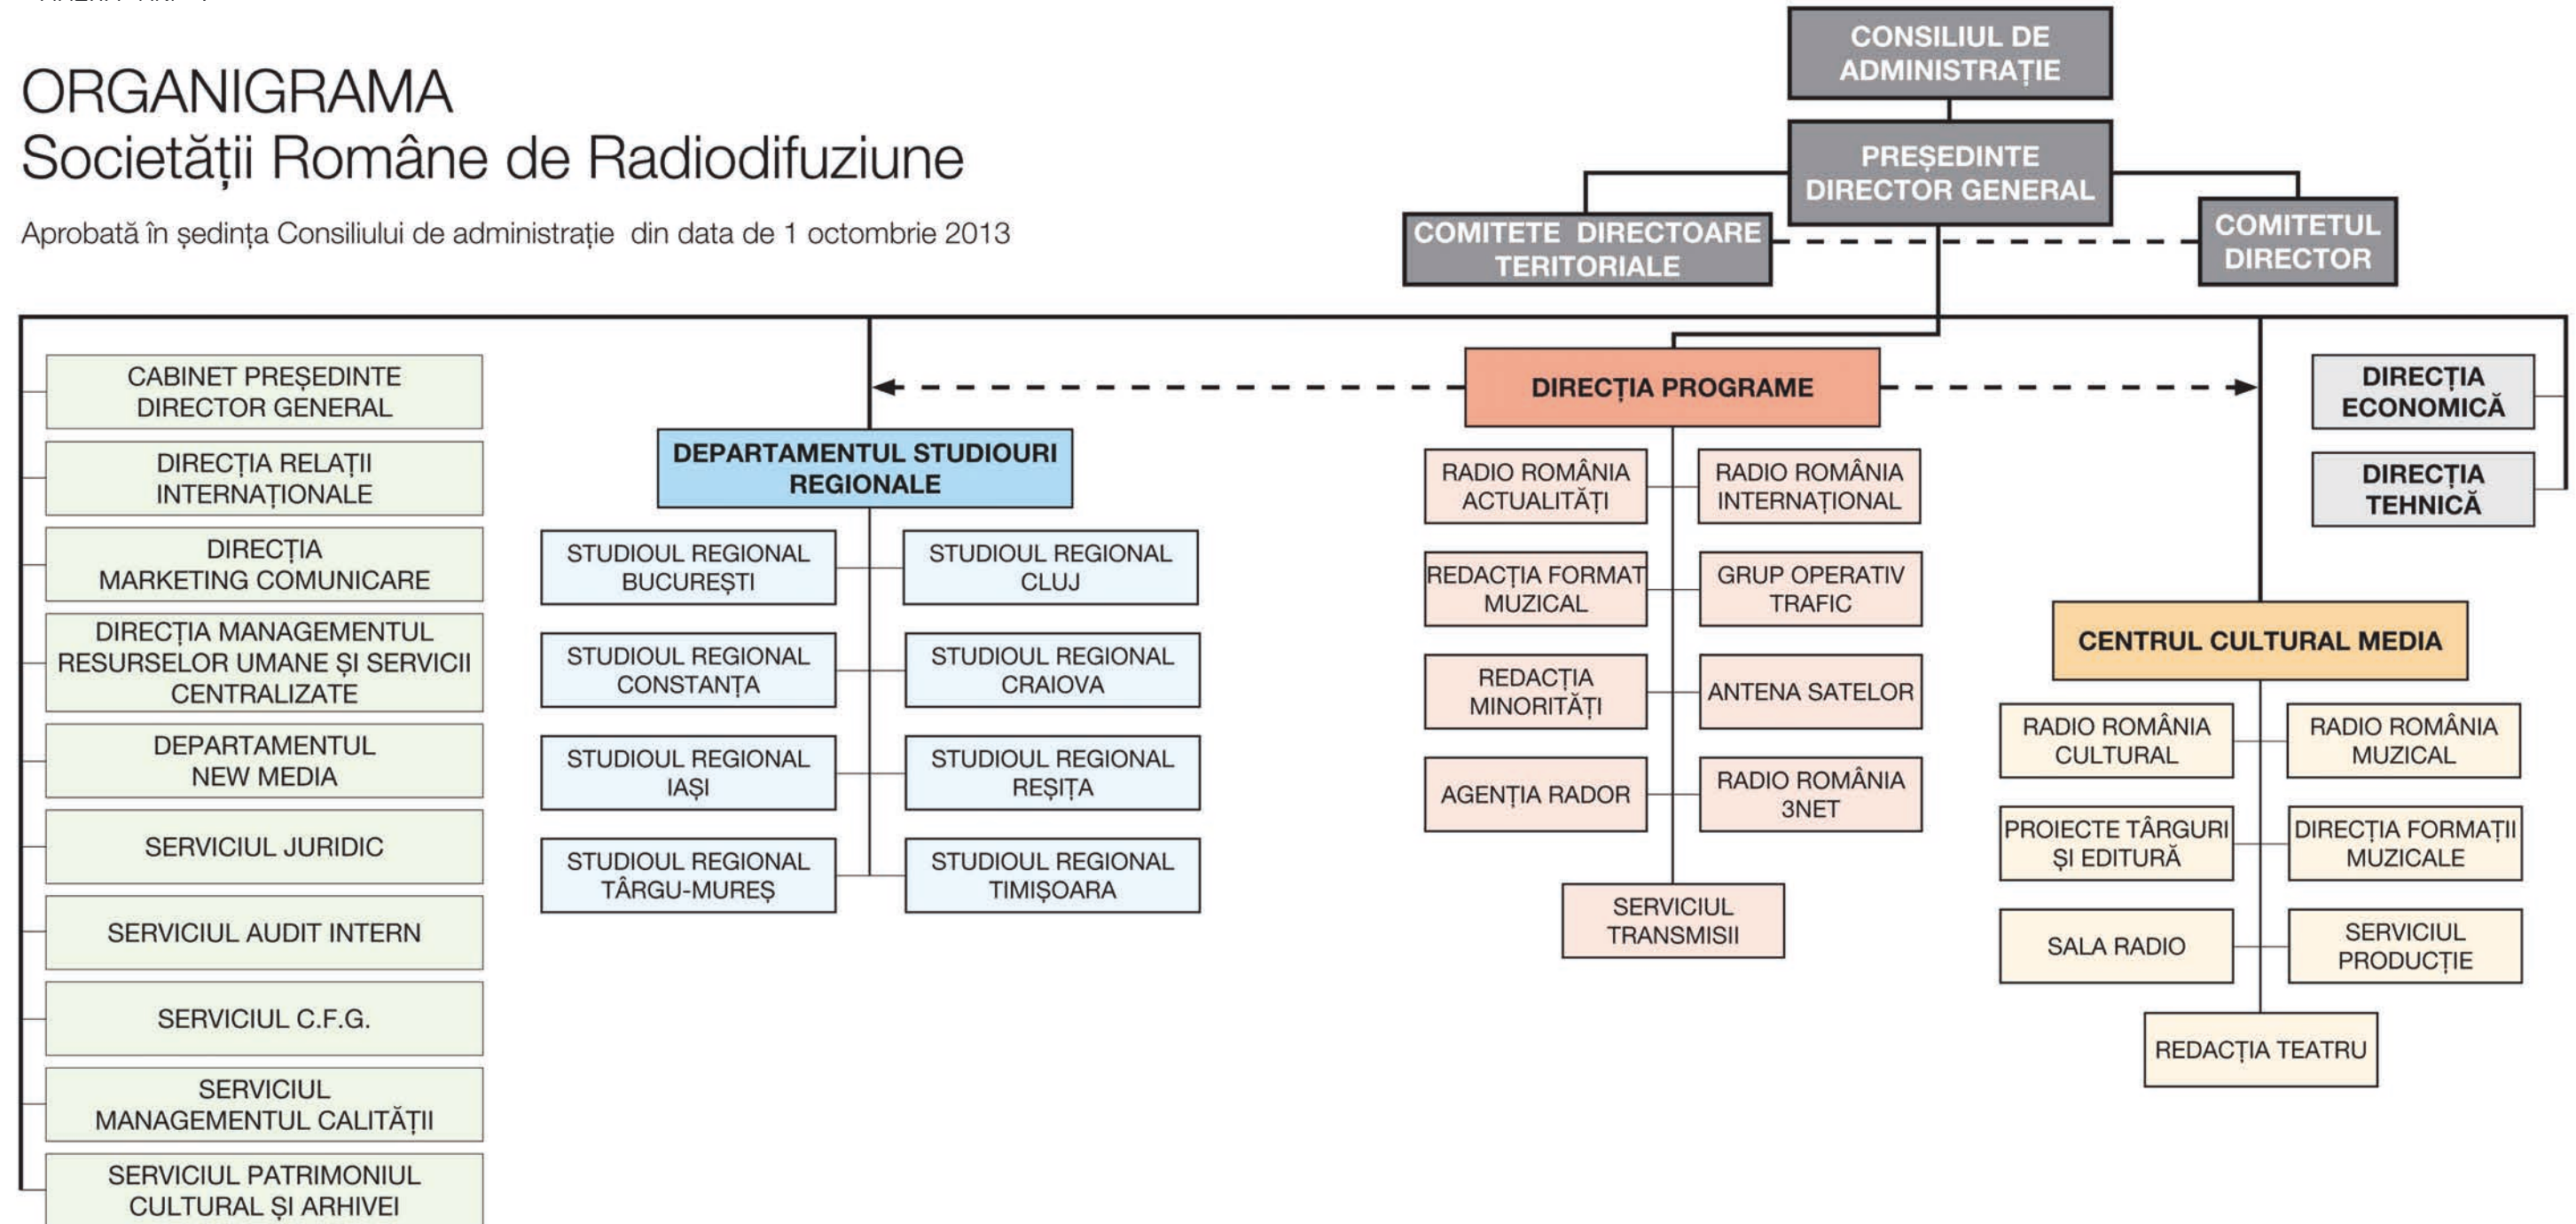 ORGANIGRAMA
Societății Române de Radiodifuziune
Aprobată în ședința Consiliului de administrație din data de 1 octombrie 2013
CONSILIUL DE
ADMINISTRAȚIE
PREȘEDINTE
DIRECTOR GENERAL
COMITETE DIRECTOARE
TERITORIALE
COMITETUL
DIRECTOR
CABINET PREȘEDINTE
DIRECTOR GENERAL
DIRECȚIA RELAȚII
INTERNAȚIONALE
DIRECȚIA
MARKETING COMUNICARE
DIRECȚIA MANAGEMENTUL
RESURSELOR UMANE ȘI SERVICII
CENTRALIZATE
DEPARTAMENTUL
NEW MEDIA
SERVICIUL JURIDIC
SERVICIUL AUDIT INTERN
SERVICIUL C.F.G.
SERVICIUL
MANAGEMENTUL CALITĂȚII
SERVICIUL PATRIMONIUL
CULTURAL ȘI ARHIVEI
DEPARTAMENTUL STUDIOURI
REGIONALE
STUDIOUL REGIONAL
BUCUREȘTI
STUDIOUL REGIONAL
CLUJ
STUDIOUL REGIONAL
CONSTANȚA
STUDIOUL REGIONAL
CRAIOVA
STUDIOUL REGIONAL
IAȘI
STUDIOUL REGIONAL
REȘIȚA
STUDIOUL REGIONAL
TÂRGU-MUREȘ
STUDIOUL REGIONAL
TIMIȘOARA
DIRECȚIA PROGRAME
RADIO ROMÂNIA
ACTUALITĂȚI
RADIO ROMÂNIA
INTERNAȚIONAL
REDACȚIA FORMAT
MUZICAL
GRUP OPERATIV
TRAFIC
REDACȚIA
MINORITĂȚI
ANTENA SATELOR
AGENȚIA RADOR
RADIO ROMÂNIA
3NET
SERVICIUL
TRANSMISII
DIRECȚIA
ECONOMICĂ
DIRECȚIA
TEHNICĂ
CENTRUL CULTURAL MEDIA
RADIO ROMÂNIA
CULTURAL
RADIO ROMÂNIA
MUZICAL
PROIECTE TÂRGURI
ȘI EDITURĂ
DIRECȚIA FORMAȚII
MUZICALE
SALA RADIO
SERVICIUL
PRODUCȚIE
REDACȚIA TEATRU